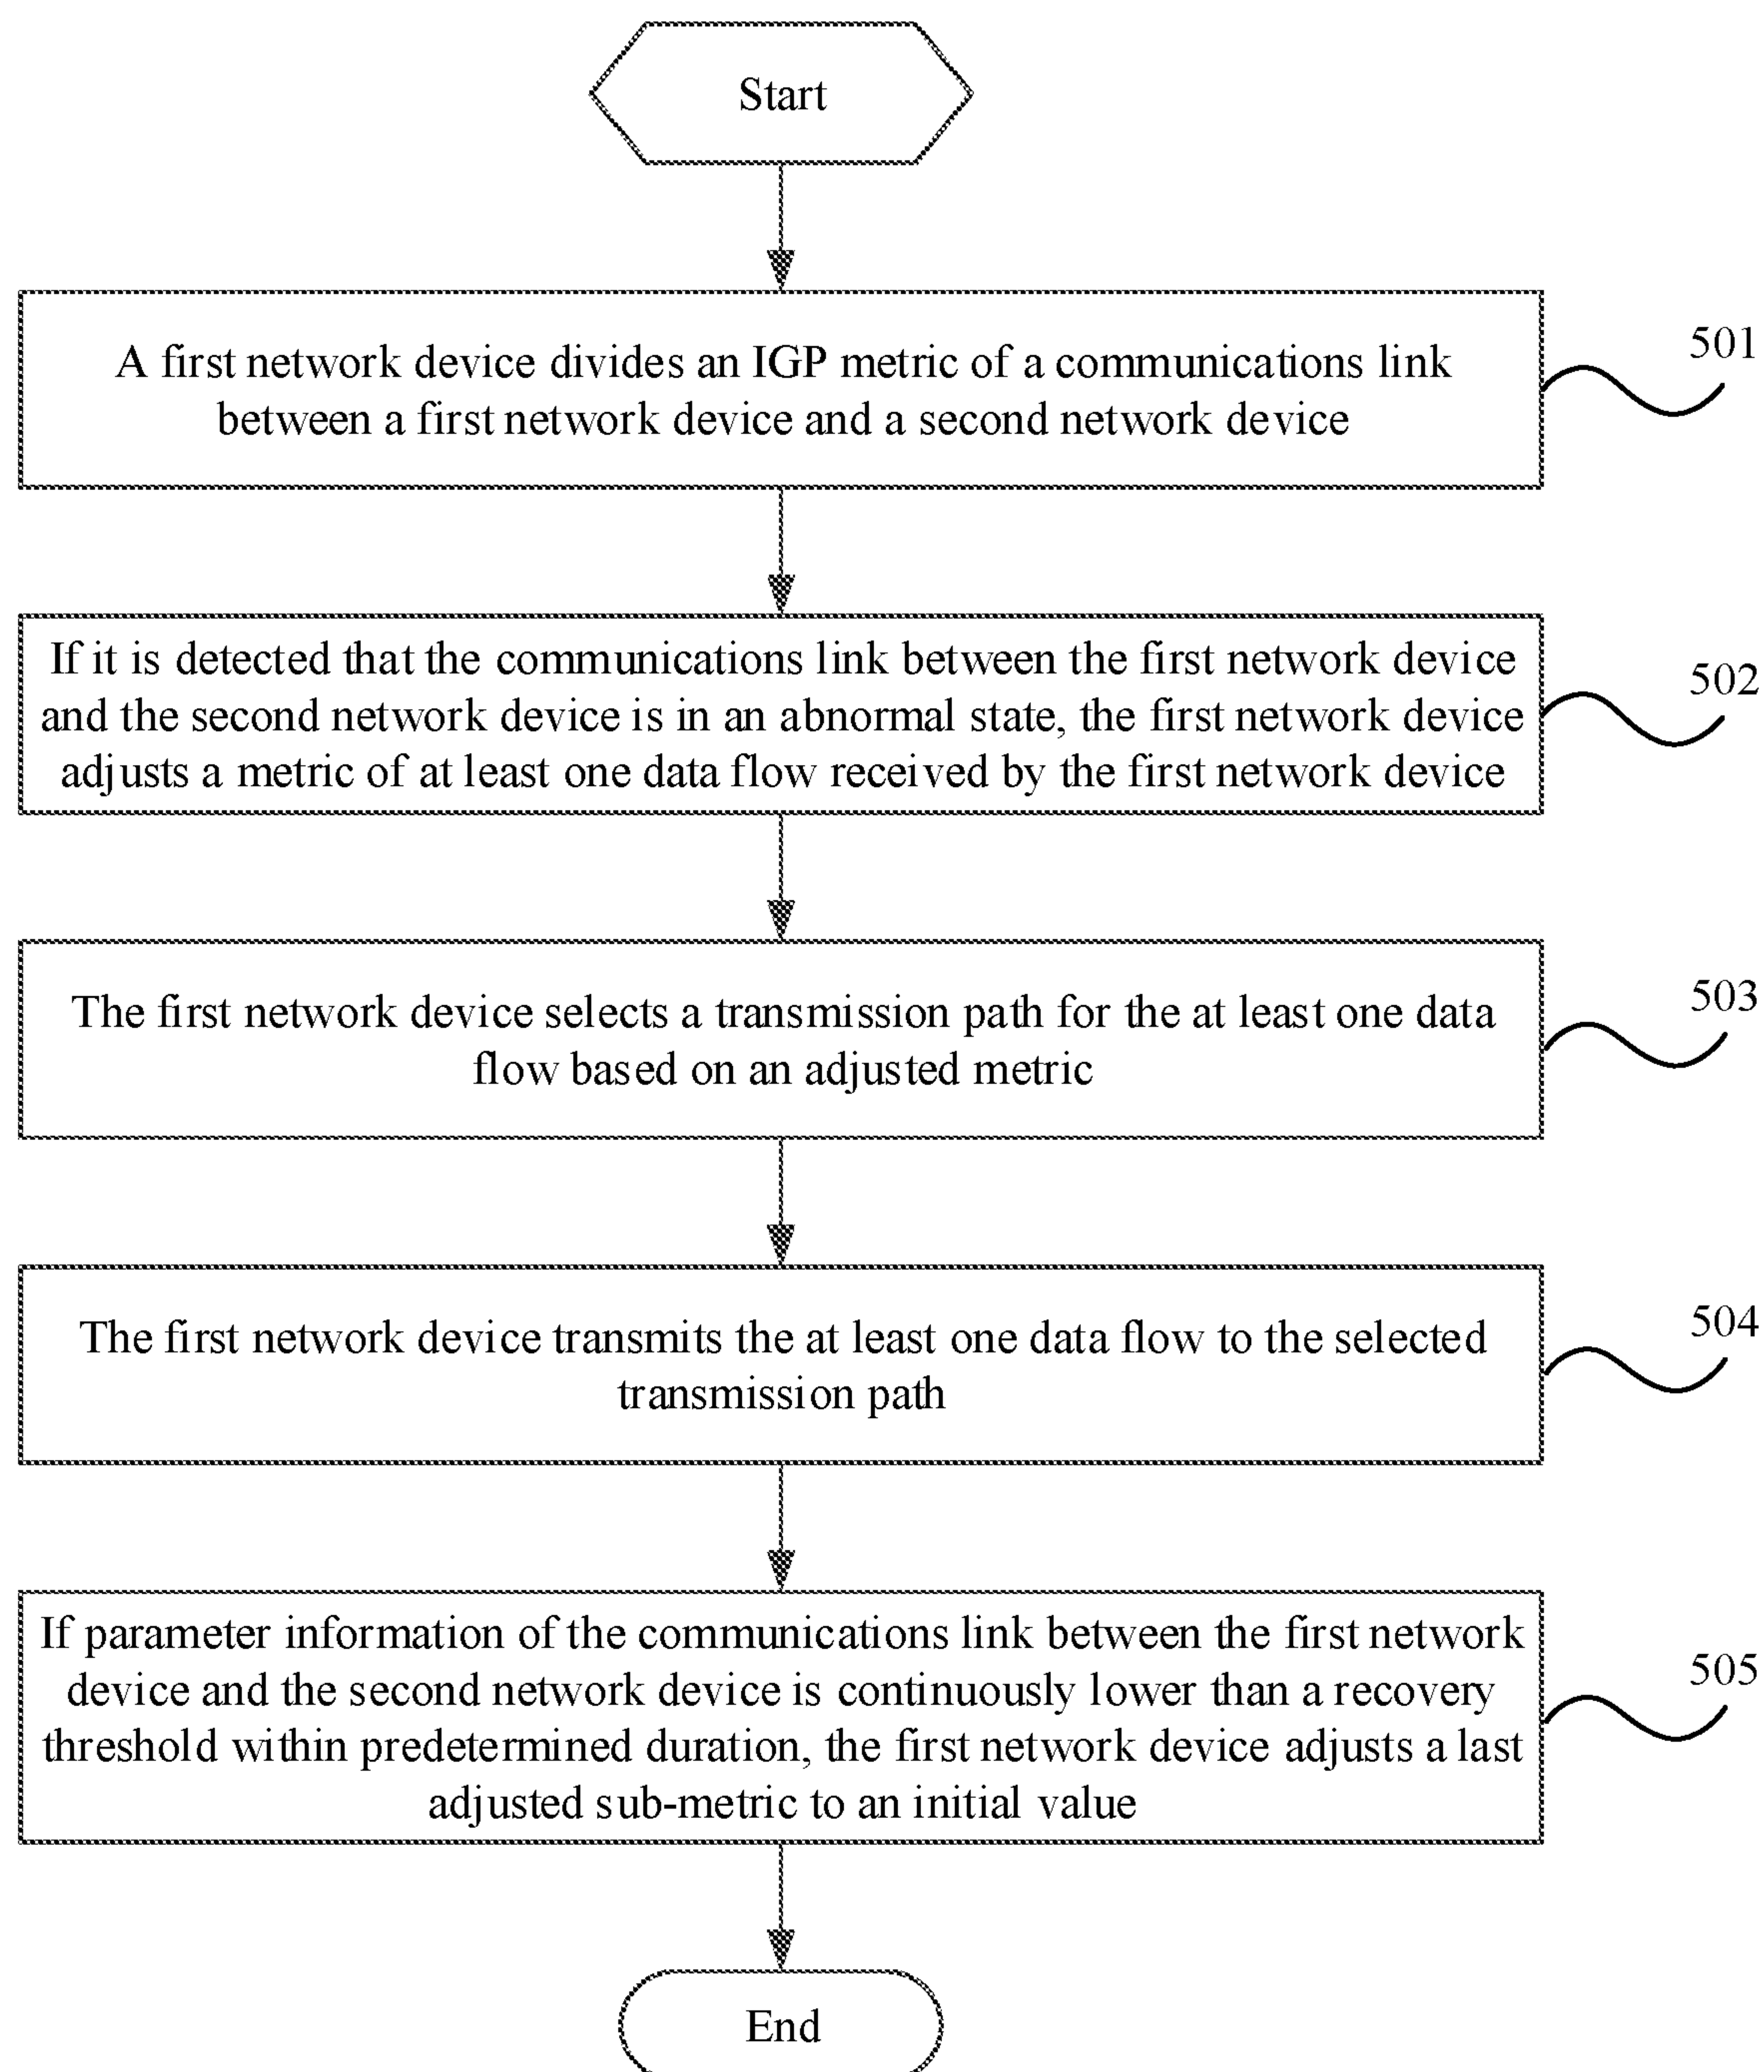 Start
A first network device divides an IGP metric of a communications link
between a first network device and a second network device
501
If it is detected that the communications link between the first network device
and the second network device is in an abnormal state, the first network device
adjusts a metric of at least one data flow received by the first network device
502
The first network device selects a transmission path for the at least one data
flow based on an adjusted metric
503
The first network device transmits the at least one data flow to the selected
transmission path
504
If parameter information of the communications link between the first network
device and the second network device is continuously lower than a recovery
threshold within predetermined duration, the first network device adjusts a last
adjusted sub-metric to an initial value
505
End